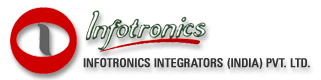 Infotronics
INFOTRONICS INTEGRATORS (INDIA) PVT. LTD.